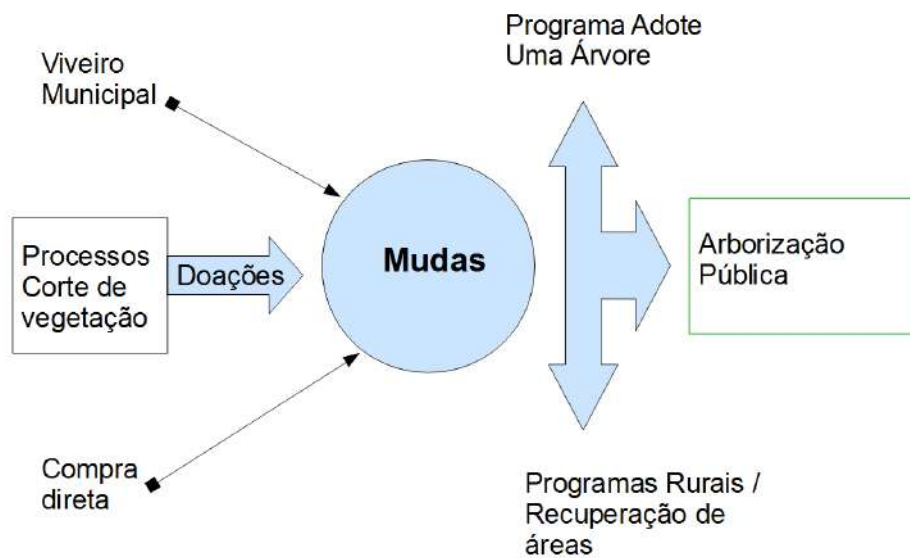 Viveiro
Municipal
Processos
Corte de
vegetação
Doações
Compra
direta
Mudas
Programa Adote
Uma Árvore
Arborização
Pública
Programas Rurais /
Recuperação de
áreas